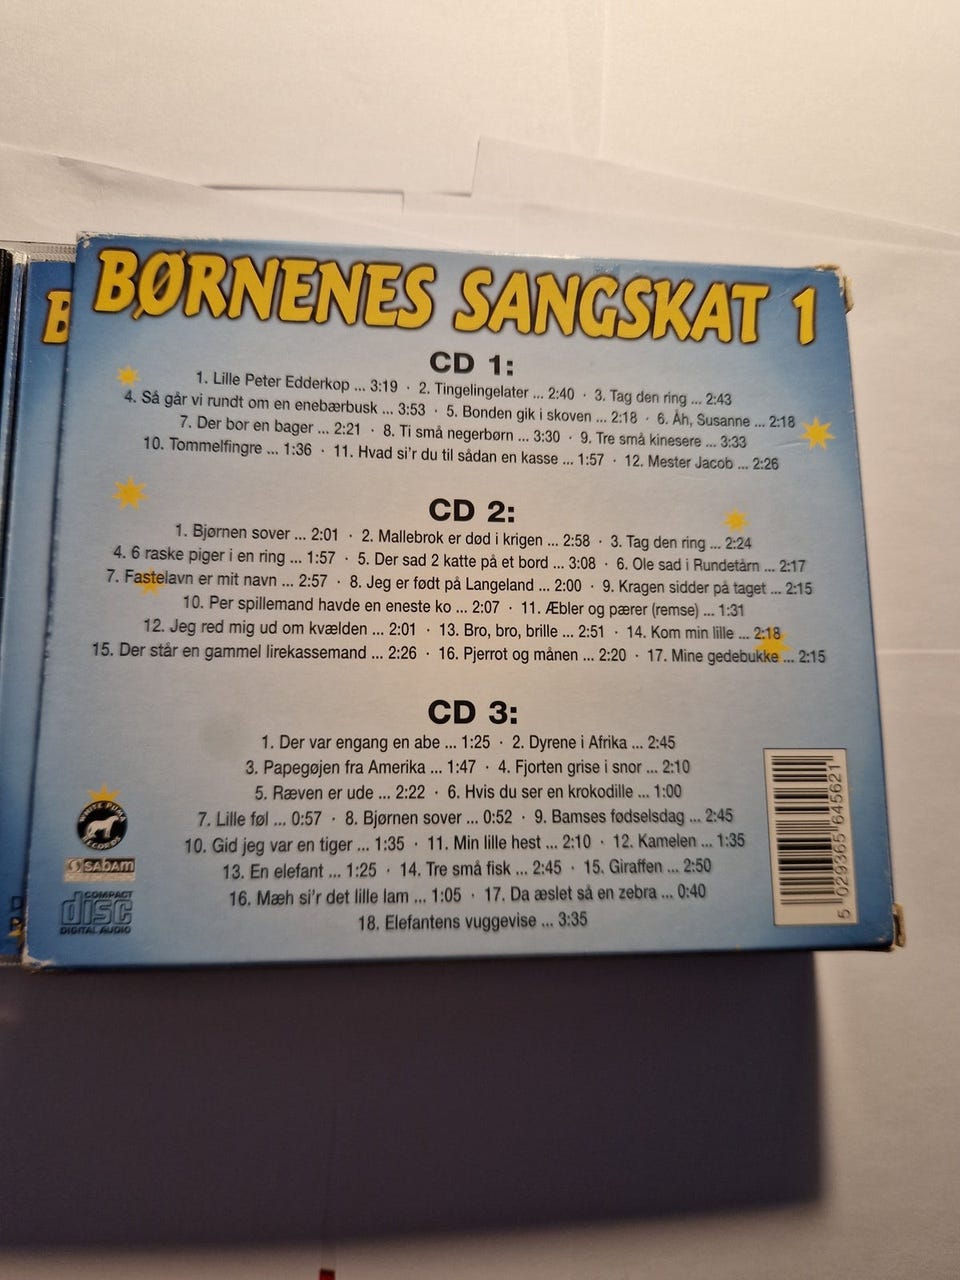 BØRNENES SANGSKAT 1
CD 1:
1. Lille Peter Edderkop ... 3:19 · 2. Tingelingelater ... 2:40 · 3. Tag den ring ... 2:43
4. Så går vi rundt om en enebærbusk ... 3:53 · 5. Bonden gik i skoven ... 2:18 · 6. Åh, Susanne ... 2:18
7. Der bor en bager ... 2:21 · 8. Ti små negerbørn ... 3:30 · 9. Tre små kinesere ... 3:33
10. Tommelfingre ... 1:36 · 11. Hvad si'r du til sådan en kasse ... 1:57 · 12. Mester Jacob ... 2:26
CD 2:
1. Bjørnen sover ... 2:01 · 2. Mallebrok er død i krigen ... 2:58 · 3. Tag den ring ... 2:24
4. 6 raske piger i en ring ... 1:57 · 5. Der sad 2 katte på et bord ... 3:08 · 6. Ole sad i Rundetårn ... 2:17
7. Fastelavn er mit navn ... 2:57 · 8. Jeg er født på Langeland ... 2:00 · 9. Kragen sidder på taget ... 2:15
10. Per spillemand havde en eneste ko ... 2:07 · 11. Æbler og pærer (remse) ... 1:31
12. Jeg red mig ud om kvælden ... 2:01 · 13. Bro, bro, brille ... 2:51 · 14. Kom min lille ... 2:18
15. Der står en gammel lirekassemand ... 2:26 · 16. Pjerrot og månen ... 2:20 · 17. Mine gedebukke ... 2:15
CD 3:
1. Der var engang en abe ... 1:25 · 2. Dyrene i Afrika ... 2:45
3. Papegøjen fra Amerika ... 1:47 · 4. Fjorten grise i snor ... 2:10
5. Ræven er ude ... 2:22 · 6. Hvis du ser en krokodille ... 1:00
7. Lille føl ... 0:57 · 8. Bjørnen sover ... 0:52 · 9. Bamses fødselsdag ... 2:45
10. Gid jeg var en tiger ... 1:35 · 11. Min lille hest ... 2:10 · 12. Kamelen ... 1:35
13. En elefant ... 1:25 · 14. Tre små fisk ... 2:45 · 15. Giraffen ... 2:50
16. Mæh si'r det lille lam ... 1:05 · 17. Da æslet så en zebra ... 0:40
18. Elefantens vuggevise ... 3:35
WHITE PUMA RECORDS
SABAM
COMPACT
disc
DIGITAL AUDIO
5 029365 645621
B